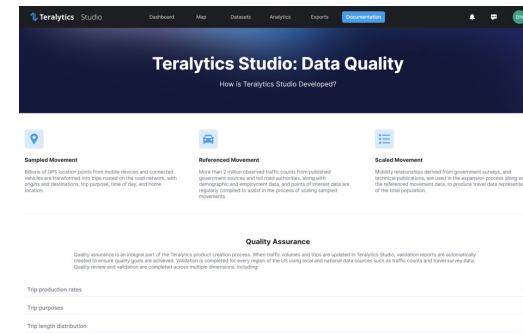 Teralytics Studio Dashboard Map Datasets Analytics Exports Documentation BN
Teralytics Studio: Data Quality
How is Teralytics Studio Developed?
Sampled Movement
Billions of GPS location points from mobile devices and connected
vehicles are transformed into trips routed on the road network, with
origins and destinations, trip purpose, time of day, and home
location.
Referenced Movement
More than 2 million observed traffic counts from published
government sources and toll road authorities, along with
demographic and employment data, and points of interest data are
regularly compiled to assist in the process of scaling sampled
movements.
Scaled Movement
Mobility relationships derived from government surveys, and
technical publications, are used in the expansion process along
the referenced movement data, to produce travel data
of the total population.
Quality Assurance
Quality assurance is an integral part of the Teralytics product creation process. When traffic volumes and trips are updated in Teralytics Studio, validation reports are automatically
created to ensure quality goals are achieved. Validation is completed for every region of the US using local and national data sources such as traffic counts and travel survey data.
Quality review and validation are completed across multiple dimensions, including:
Trip production rates
Trip purposes
Trip length distribution